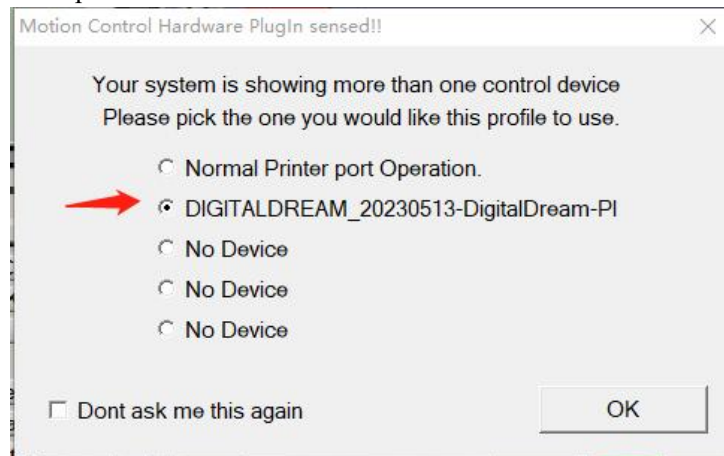 Motion Control Hardware PlugIn sensed!!
Your system is showing more than one control device
Please pick the one you would like this profile to use.
Normal Printer port Operation.
DIGITALDREAM_20230513-DigitalDream-Pl
No Device
No Device
No Device
Dont ask me this again
OK